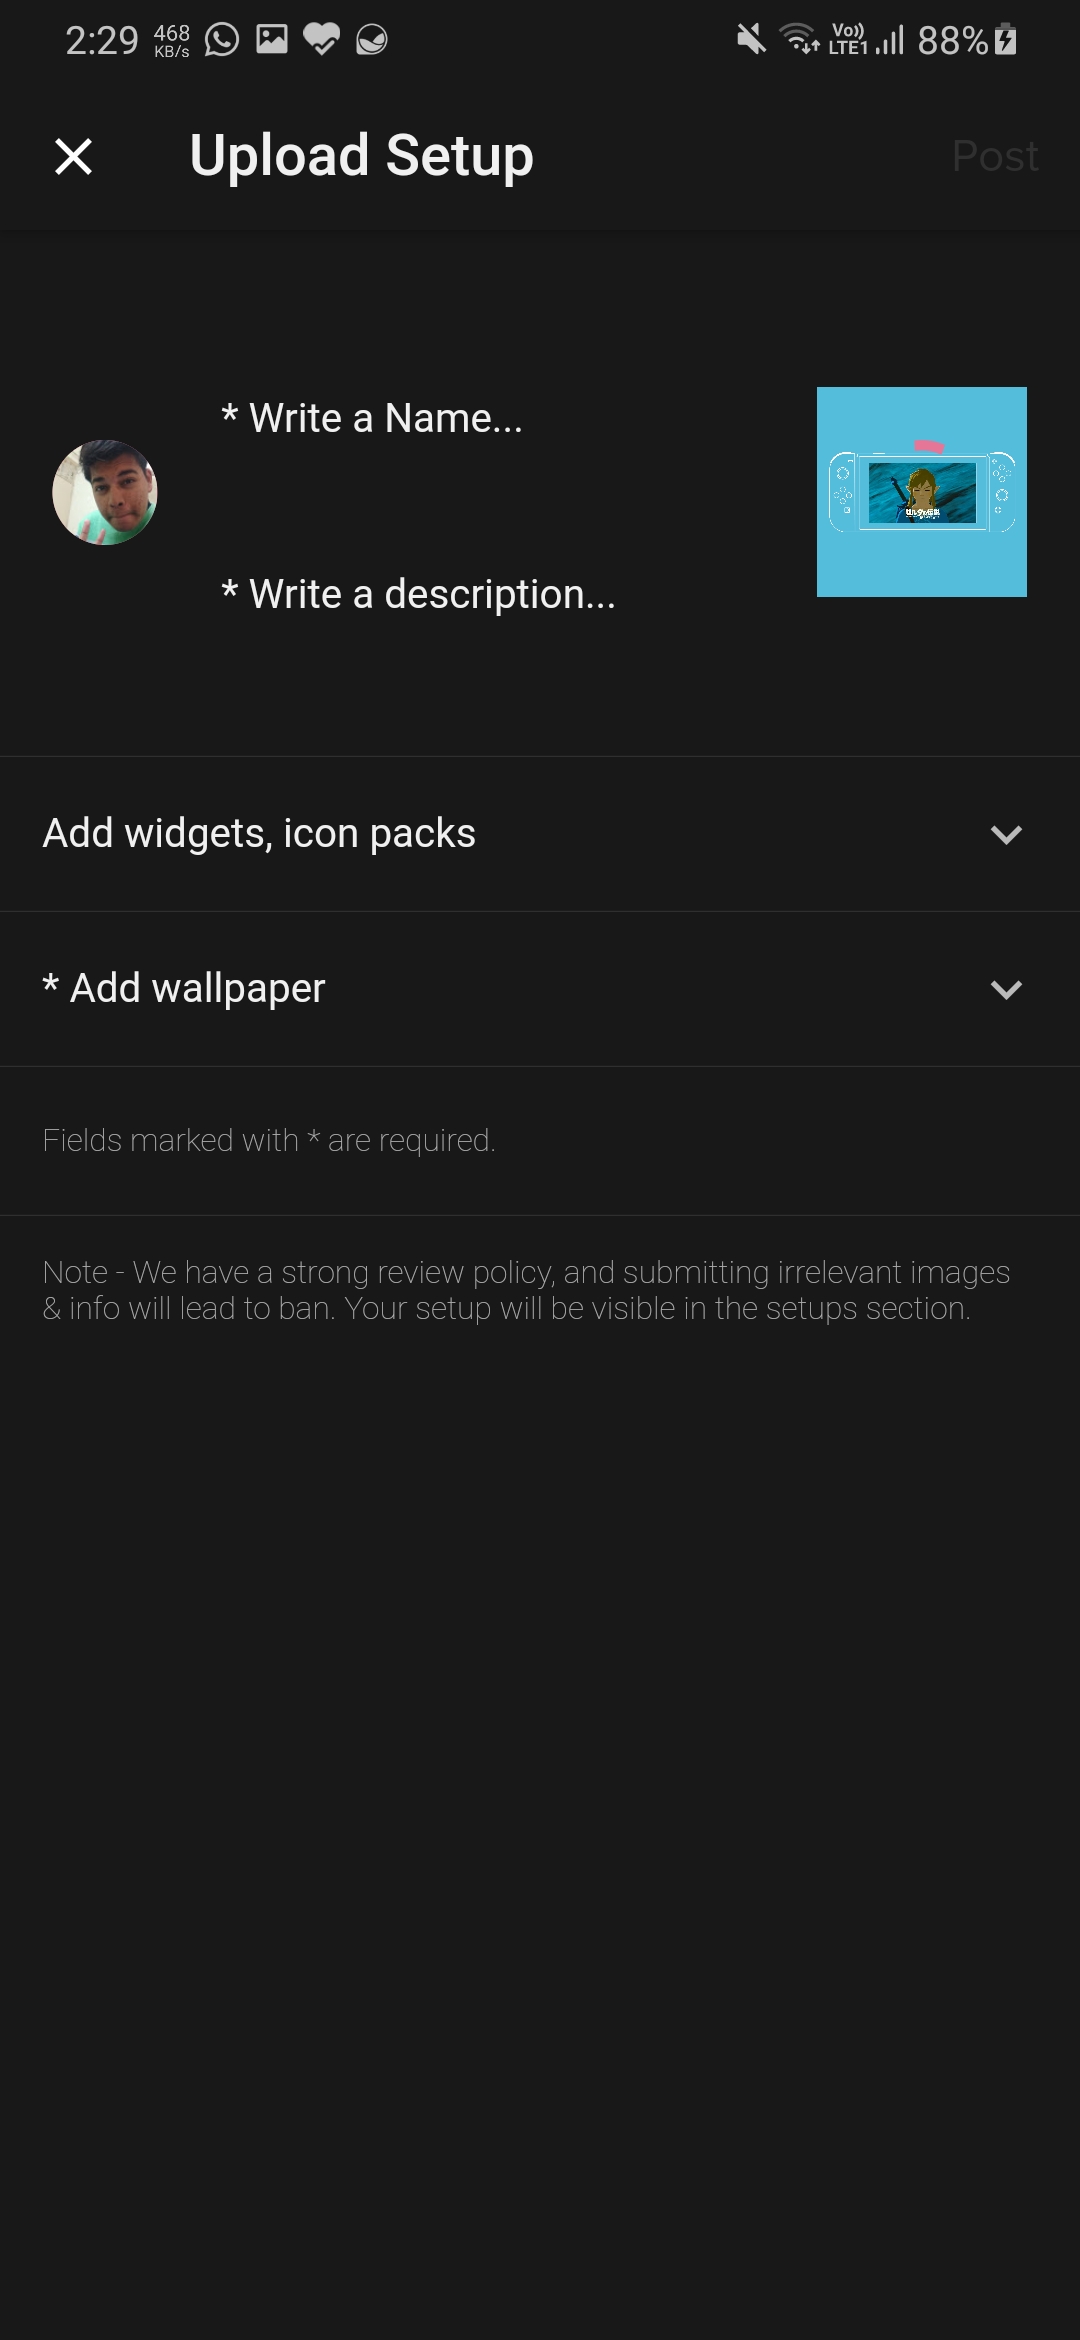 2:29 468 KB/s Vo)) LTE1 88%
Upload Setup Post
* Write a Name...
* Write a description...
Add widgets, icon packs
* Add wallpaper
Fields marked with * are required.
Note - We have a strong review policy, and submitting irrelevant images
& info will lead to ban. Your setup will be visible in the setups section.